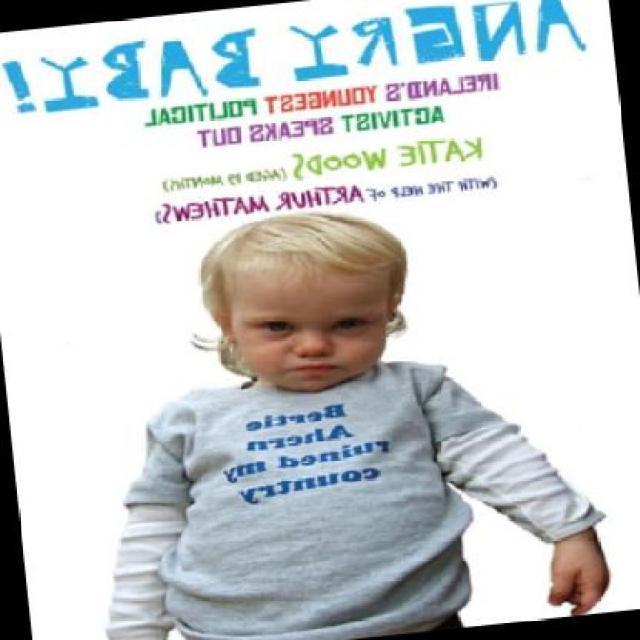 ANGRY BABY!
IRELAND'S YOUNGEST POLITICAL
ACTIVIST SPEAKS OUT
KATIE WOODS (AGED 19 MONTHS)
(WITH THE HELP OF ARTHUR MATHEWS)
Bertie
Ahern
ruined my
country